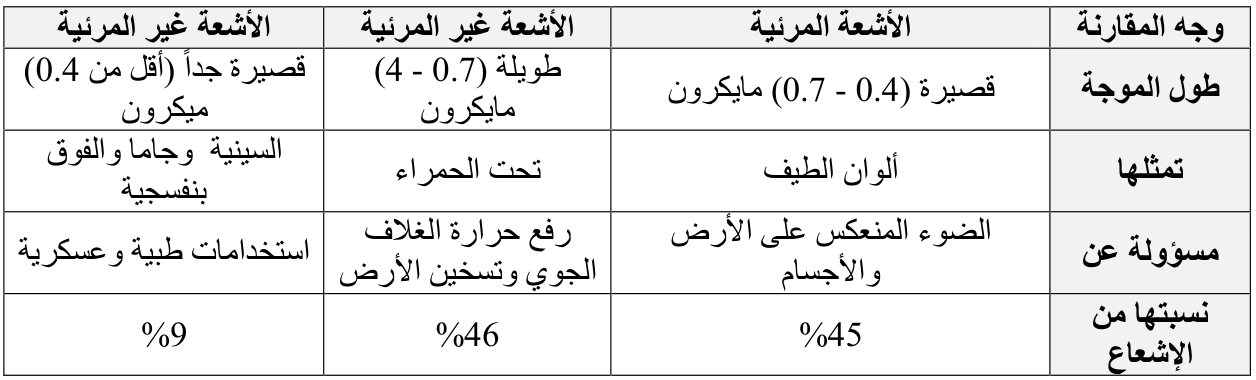 وجه المقارنة
الأشعة المرئية
الأشعة غير المرئية
الأشعة غير المرئية
طول الموجة
قصيرة (0.4 - 0.7) مايكرون
طويلة (0.7 - 4)
مايكرون
قصيرة جداً (أقل من 0.4)
ميكرون
تمثلها
ألوان الطيف
تحت الحمراء
السينية وجاما والفوق
بنفسجية
مسؤولة عن
الضوء المنعكس على الأرض
والأجسام
رفع حرارة الغلاف
الجوي وتسخين الأرض
استخدامات طبية وعسكرية
نسبتها من
الإشعاع
%45
%46
%9